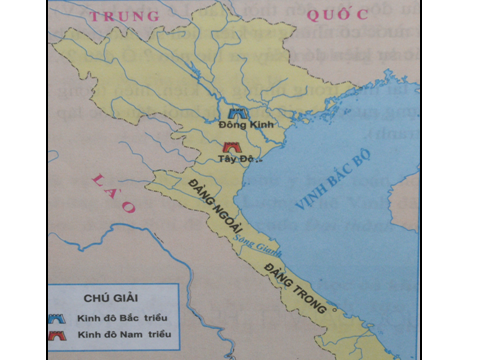 TRUNG QUỐC
Đông Kinh
Tây Đô
LÀO
VỊNH BẮC BỘ
ĐÀNG NGOÀI
Sông Gianh
ĐÀNG TRONG
CHÚ GIẢI
Kinh đô Bắc triều
Kinh đô Nam triều